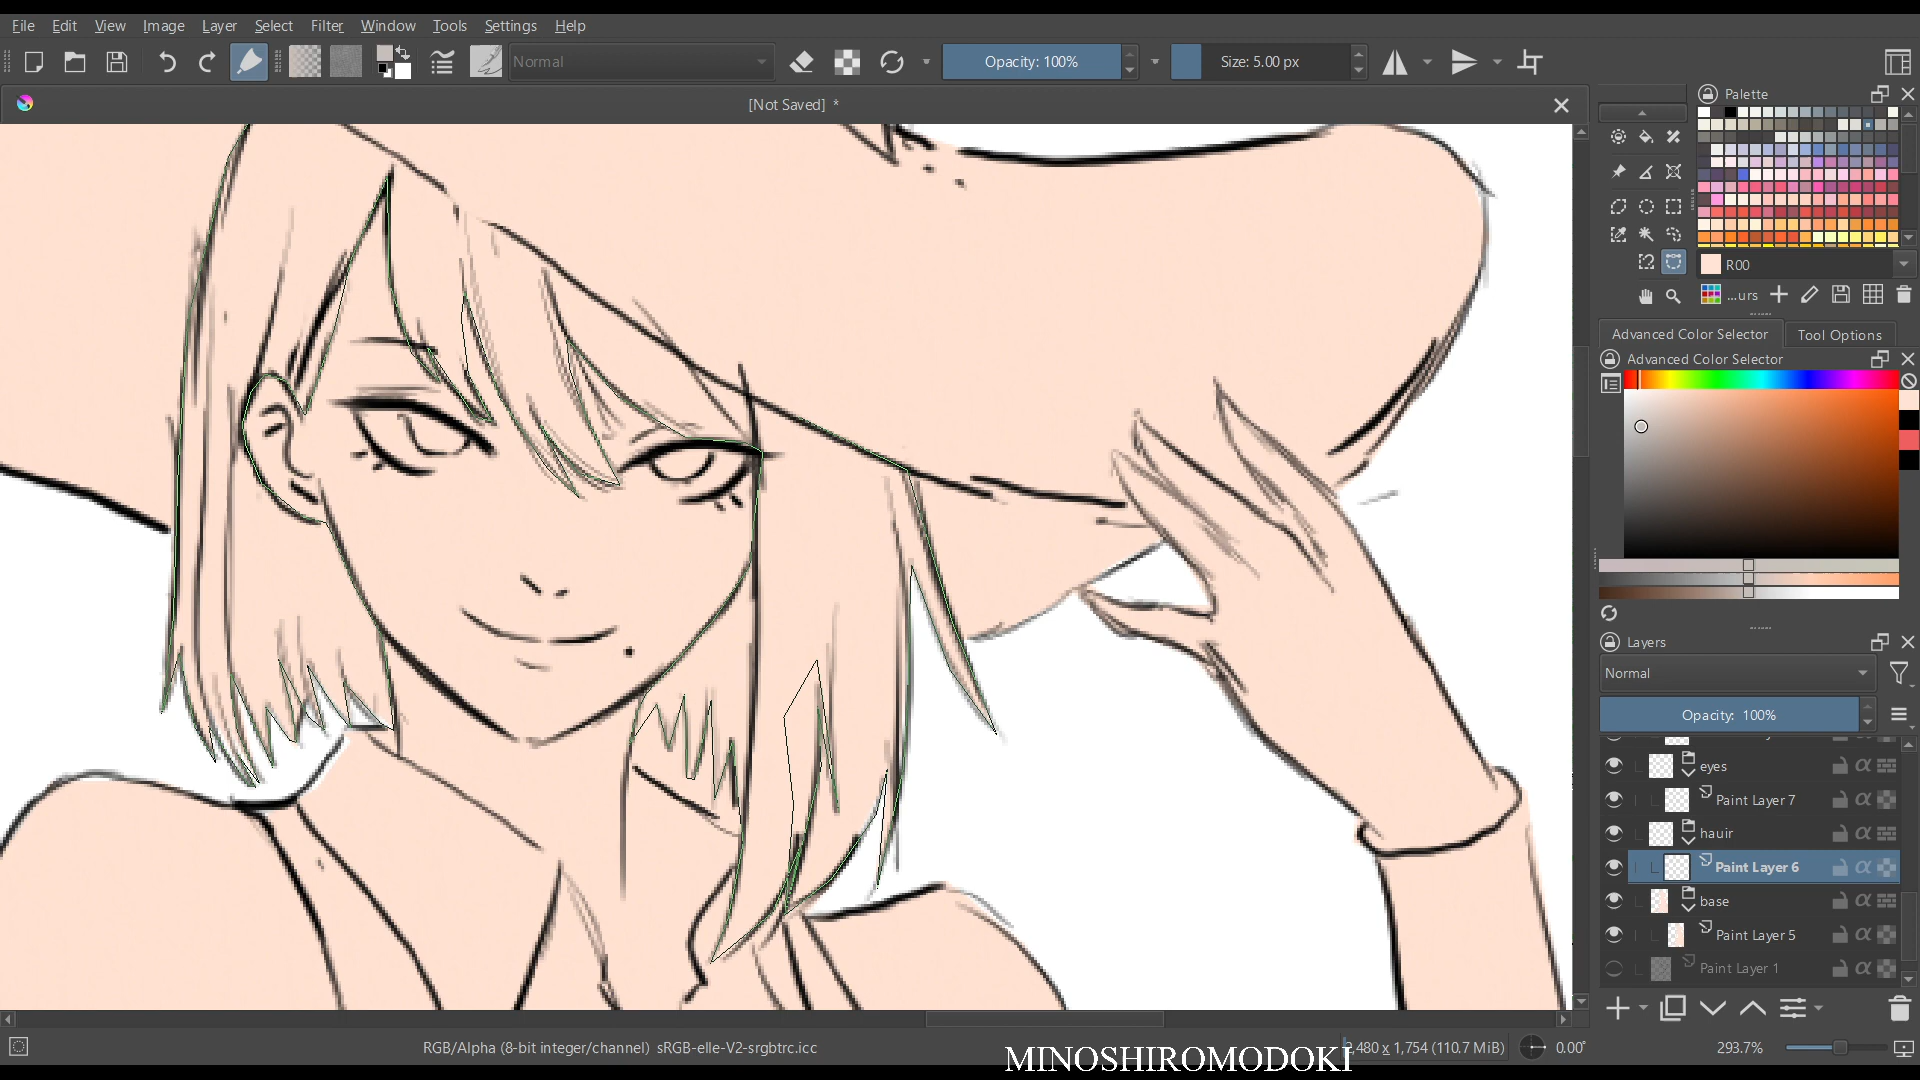 File Edit View Image Layer Select Filter Window Tools Settings Help
Normal
Opacity: 100%
Size: 5.00 px
[Not Saved] *
Palette
R00
...urs
Advanced Color Selector
Tool Options
Advanced Color Selector
Layers
Normal
Opacity: 100%
eyes
Paint Layer 7
hauir
Paint Layer 6
base
Paint Layer 5
Paint Layer 1
RGB/Alpha (8-bit integer/channel) sRGB-elle-V2-srgbtrc.icc
MINOSHIROMODOKI
2,480 x 1,754 (110.7 MiB)
0.00°
293.7%